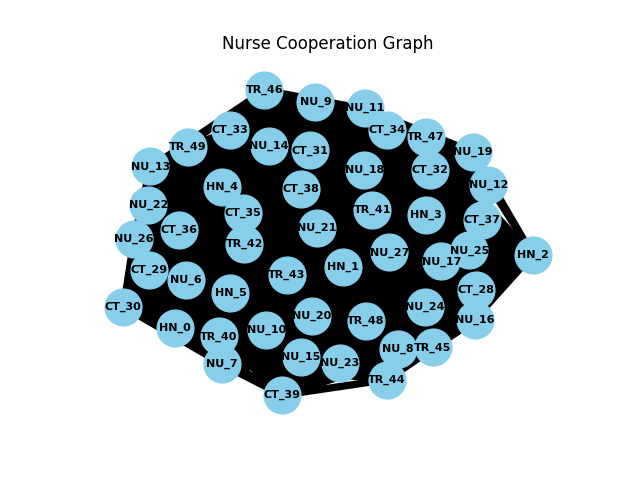 Nurse Cooperation Graph
TR_46
NU_9
NU_11
CT_33
CT_34
TR_47
TR_49
NU_14
CT_31
NU_19
NU_13
NU_18
CT_32
HN_4
CT_38
NU_12
NU_22
CT_35
TR_41
HN_3
CT_37
CT_36
NU_21
NU_26
TR_42
NU_27
NU_25
HN_2
CT_29
NU_17
HN_1
NU_6
TR_43
HN_5
CT_28
CT_30
NU_24
HN_0
NU_10
NU_20
TR_48
NU_16
TR_40
NU_7
NU_15
NU_23
NU_8
TR_45
TR_44
CT_39